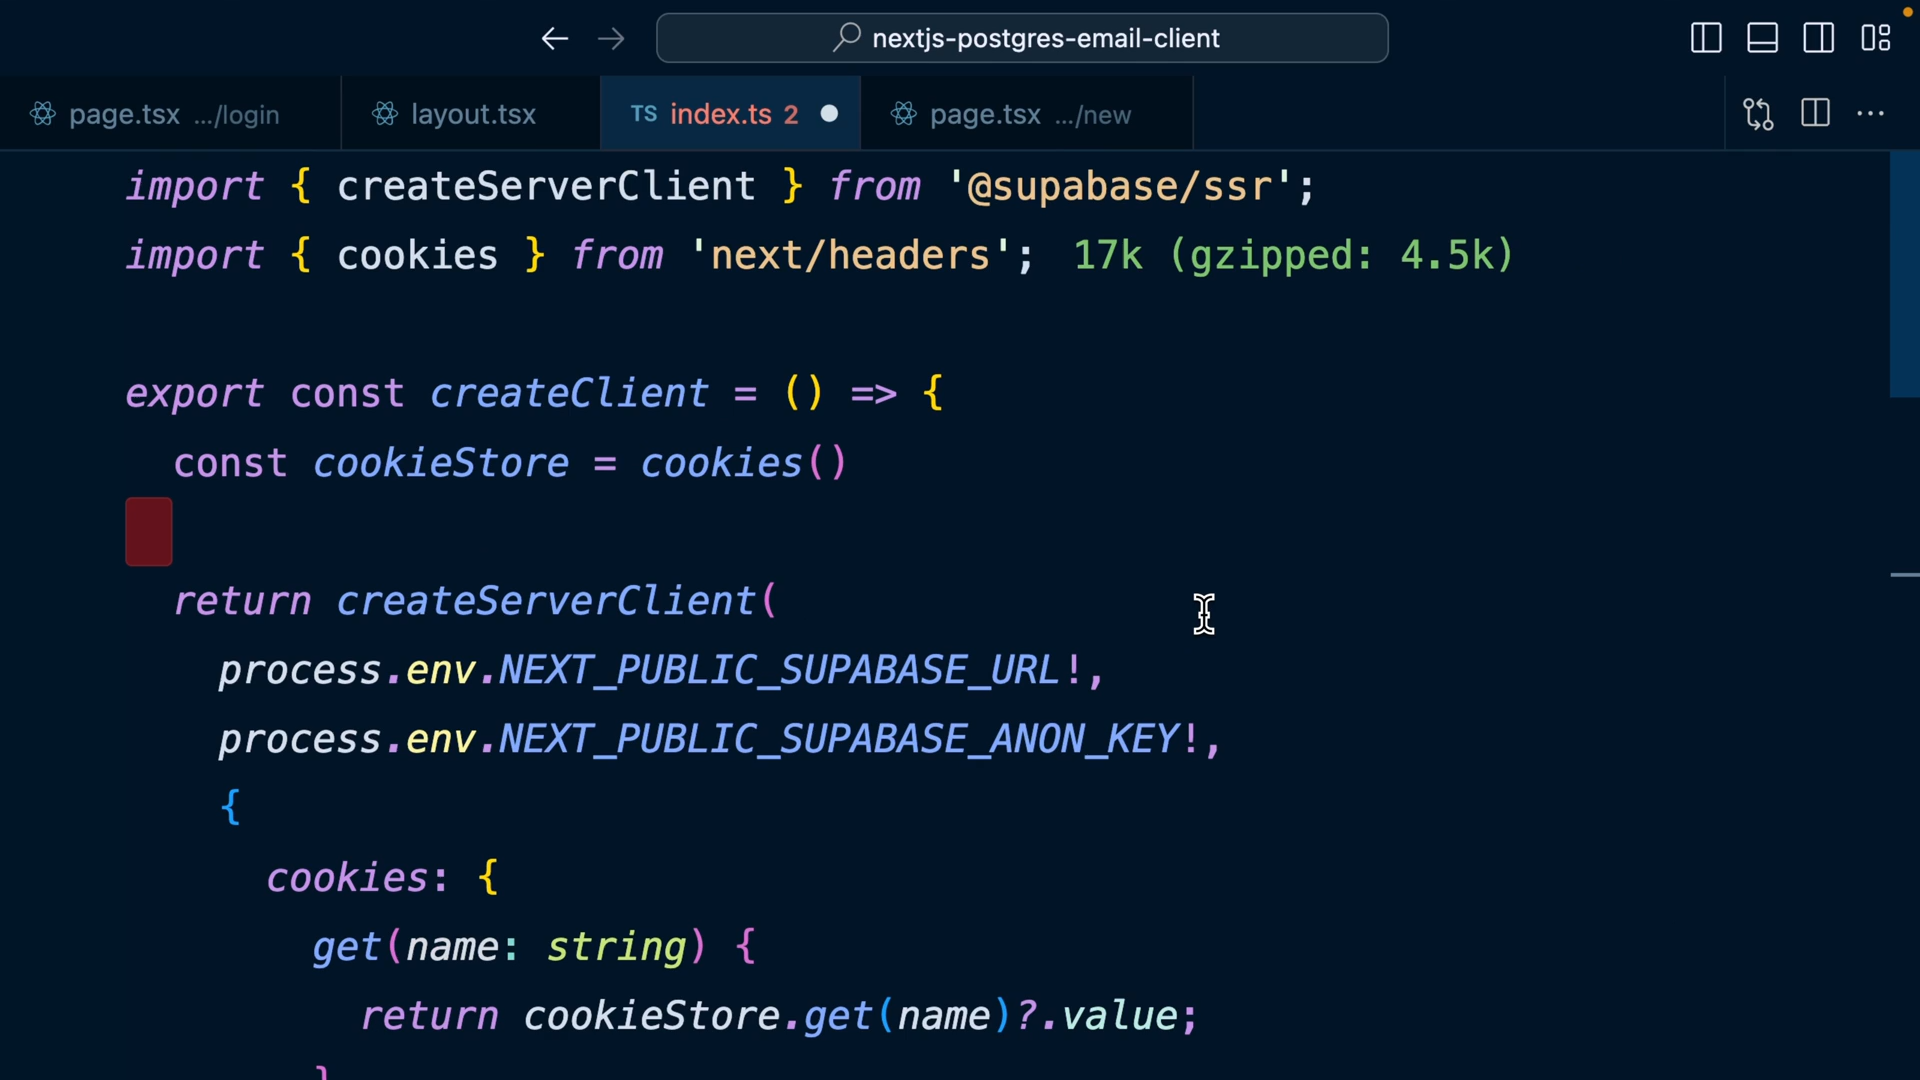 nextjs-postgres-email-client
page.tsx .../login
layout.tsx
TS index.ts 2
page.tsx .../new
import { createServerClient } from '@supabase/ssr';
import { cookies } from 'next/headers'; 17k (gzipped: 4.5k)
export const createClient = () => {
const cookieStore = cookies()
return createServerClient(
process.env.NEXT_PUBLIC_SUPABASE_URL!,
process.env.NEXT_PUBLIC_SUPABASE_ANON_KEY!,
{
cookies: {
get(name: string) {
return cookieStore.get(name)?.value;
}